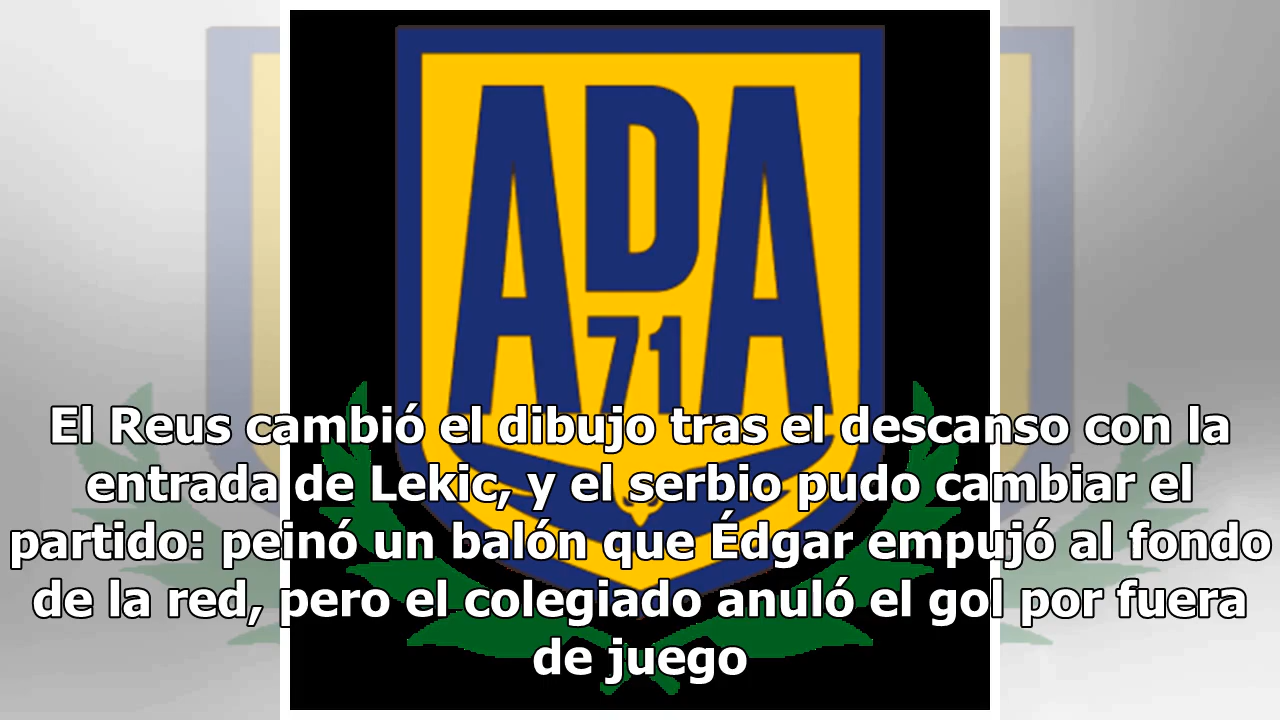 ADA
71
El Reus cambió el dibujo tras el descanso con la
entrada de Lekic, y el serbio pudo cambiar el
partido: peinó un balón que Édgar empujó al fondo
de la red, pero el colegiado anuló el gol por fuera
de juego